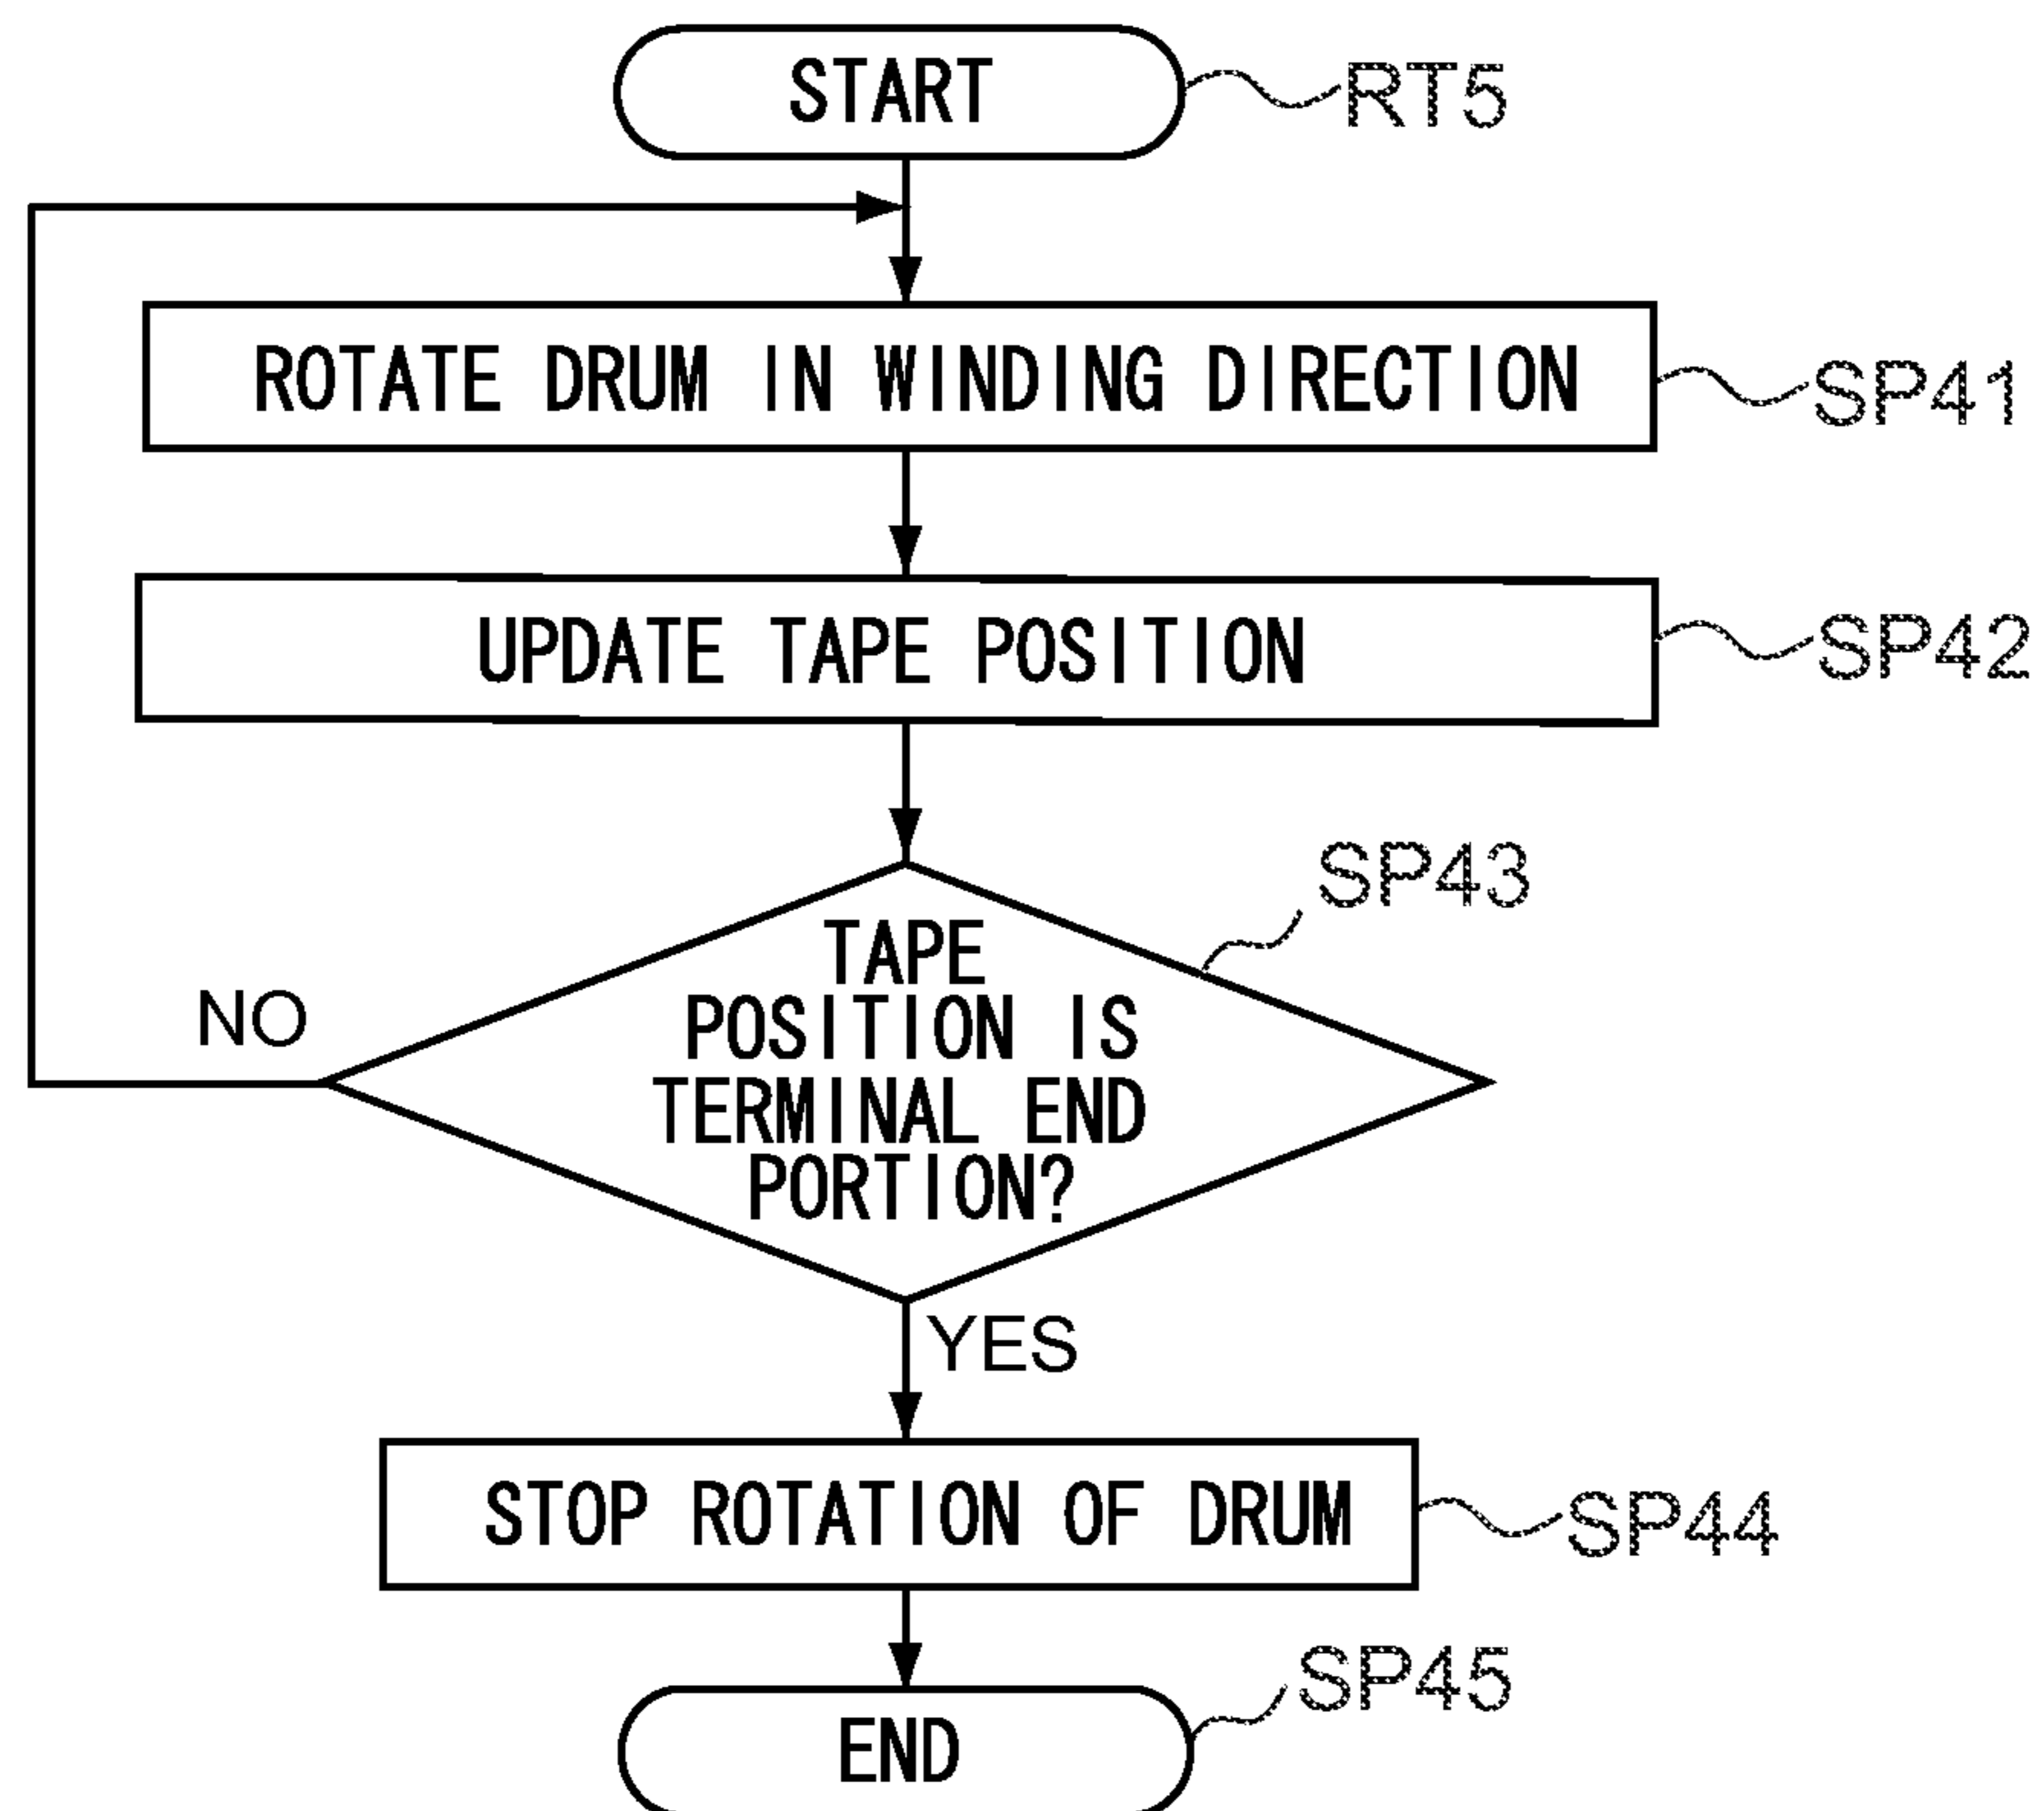 START
RT5
ROTATE DRUM IN WINDING DIRECTION
SP41
UPDATE TAPE POSITION
SP42
SP43
TAPE
POSITION IS
TERMINAL END
PORTION?
NO
YES
STOP ROTATION OF DRUM
SP44
SP45
END